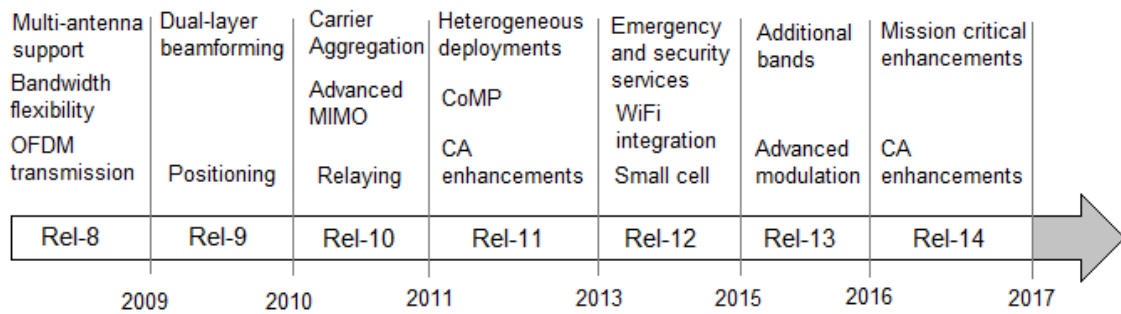 Multi-antenna
support
Bandwidth
flexibility
OFDM
transmission
Dual-layer
beamforming
Positioning
Carrier
Aggregation
Advanced
MIMO
Relaying
Heterogeneous
deployments
CoMP
CA
enhancements
Emergency
and security
services
WiFi
integration
Small cell
Additional
bands
Advanced
modulation
Mission critical
enhancements
CA
enhancements
Rel-8
Rel-9
Rel-10
Rel-11
Rel-12
Rel-13
Rel-14
2009
2010
2011
2013
2015
2016
2017